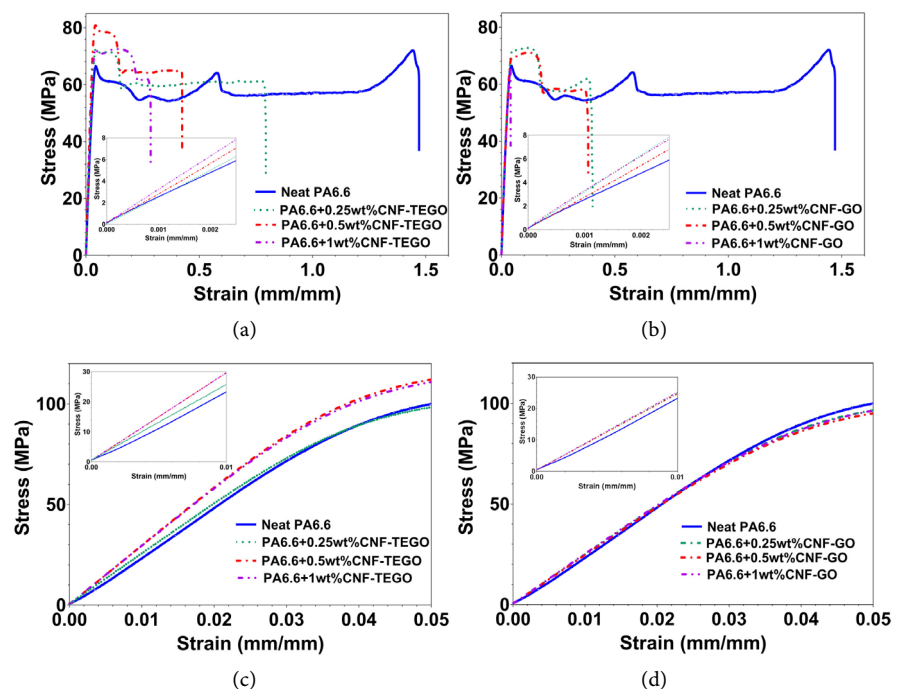 80
60
40
20
0
Stress (MPa)
8
6
4
2
0
Stress (MPa)
0.000
0.001
0.002
Strain (mm/mm)
Neat PA6.6
PA6.6+0.25wt%CNF-TEGO
PA6.6+0.5wt%CNF-TEGO
PA6.6+1wt%CNF-TEGO
0.0 0.5 1.0 1.5
Strain (mm/mm)
(a)
80
60
40
20
0
Stress (MPa)
8
6
4
2
0
Stress (MPa)
0.000 0.001 0.002
Strain (mm/mm)
Neat PA6.6
PA6.6+0.25wt%CNF-GO
PA6.6+0.5wt%CNF-GO
PA6.6+1wt%CNF-GO
0.0 0.5 1.0 1.5
Strain (mm/mm)
(b)
100
50
0
Stress (MPa)
30
20
10
0
Stress (MPa)
0.00 0.01
Strain (mm/mm)
Neat PA6.6
PA6.6+0.25wt%CNF-TEGO
PA6.6+0.5wt%CNF-TEGO
PA6.6+1wt%CNF-TEGO
0.00 0.01 0.02 0.03 0.04 0.05
Strain (mm/mm)
(c)
100
50
0
Stress (MPa)
30
20
10
0
Stress (MPa)
0.00 0.01
Strain (mm/mm)
Neat PA6.6
PA6.6+0.25wt%CNF-GO
PA6.6+0.5wt%CNF-GO
PA6.6+1wt%CNF-GO
0.00 0.01 0.02 0.03 0.04 0.05
Strain (mm/mm)
(d)